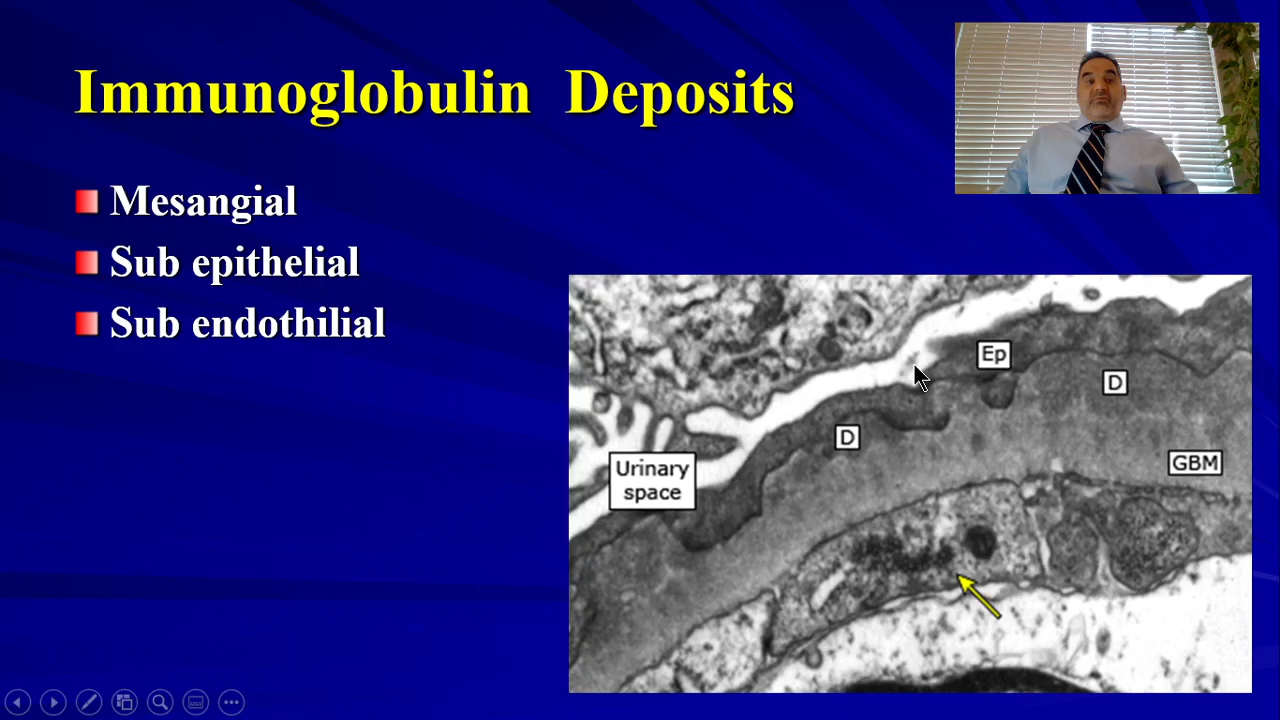 Immunoglobulin Deposits
Mesangial
Sub epithelial
Sub endothilial
Ep
D
D
GBM
Urinary
space